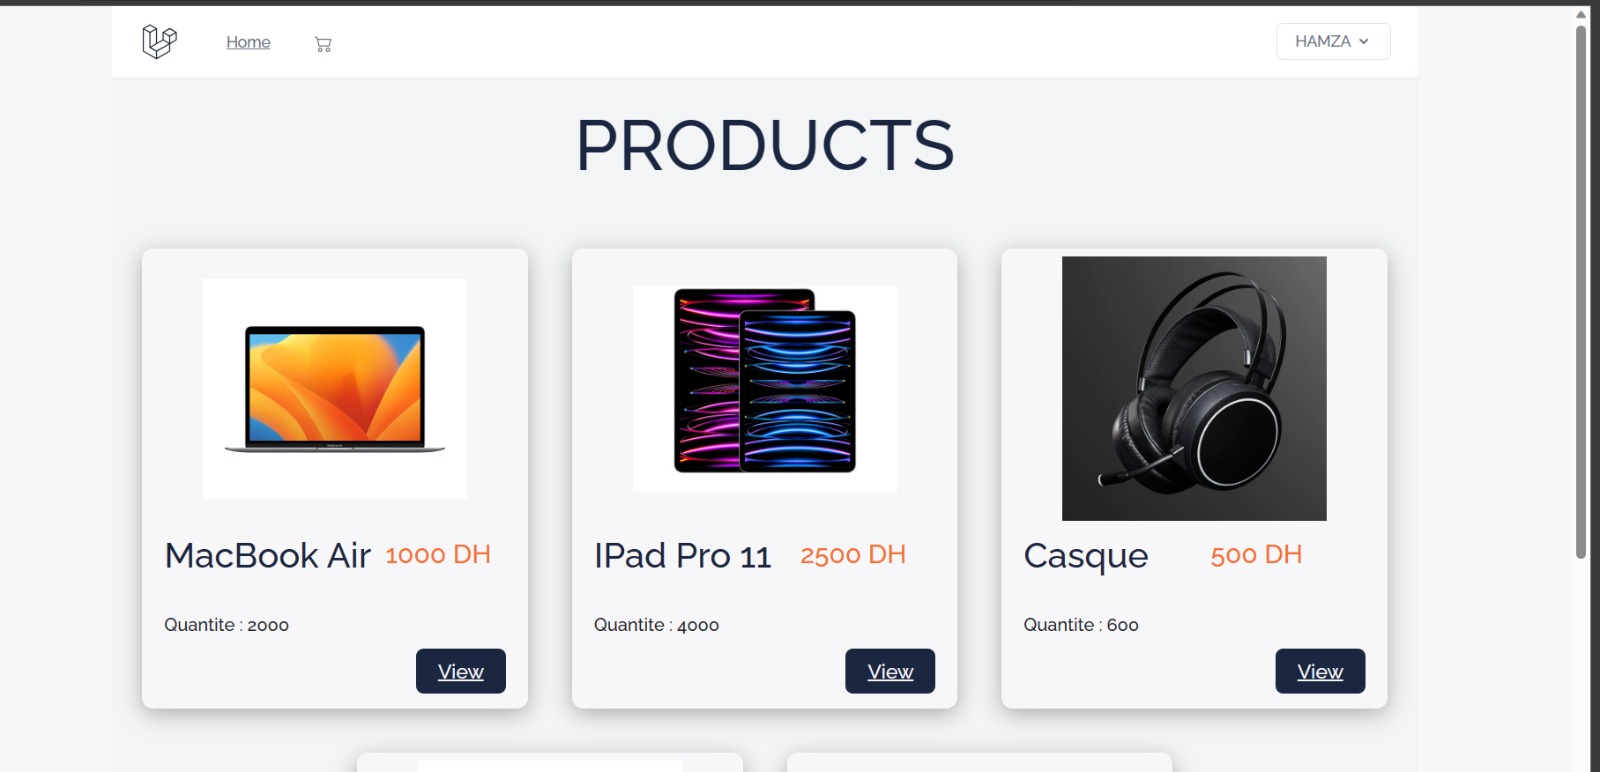 Home
HAMZA
PRODUCTS
MacBook Air 1000 DH
IPad Pro 11 2500 DH
Casque 500 DH
Quantite : 2000
Quantite : 4000
Quantite : 600
View
View
View